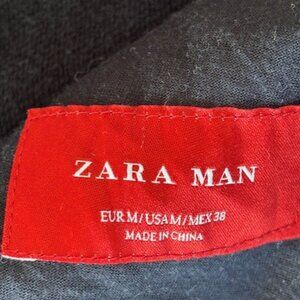 ZARA MAN
EUR M/USA M/MEX 38
MADE IN CHINA